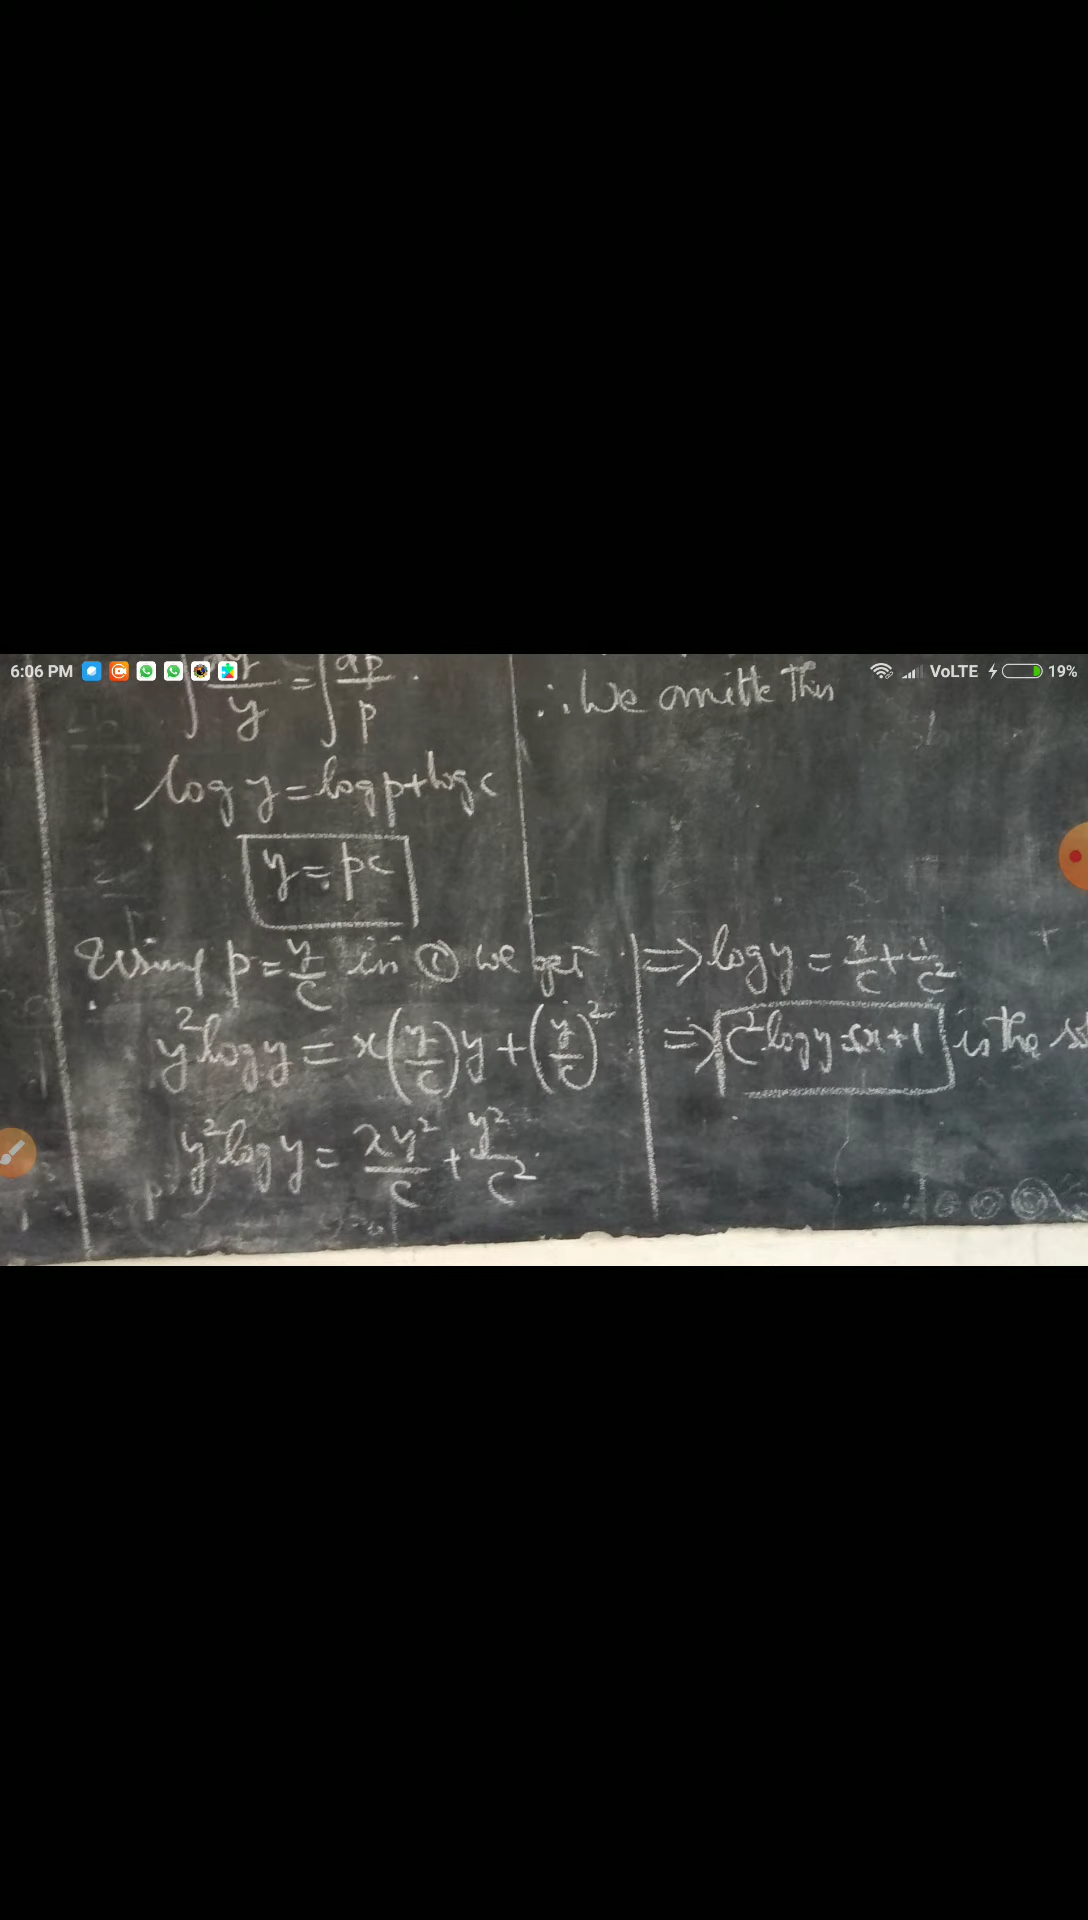 6:06 PM VoLTE 19%
∫ dy/y = ∫ dp/p .
log y = log p + log c
y = pc
Using p = y/c in ① we get
y² log y = x(y/c)y + (y/c)²
y² log y = xy²/c + y²/c²
∴ We omitte This
⇒ log y = x/c + 1/c²
⇒ c² log y = cx + 1 is the